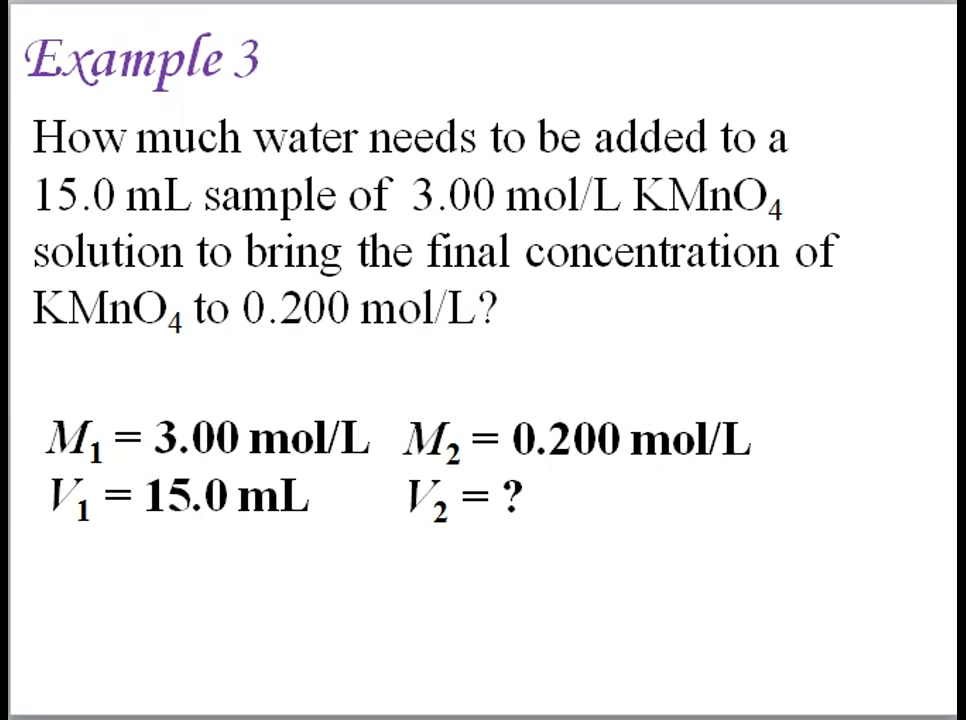 Example 3
How much water needs to be added to a
15.0 mL sample of 3.00 mol/L KMnO₄
solution to bring the final concentration of
KMnO₄ to 0.200 mol/L?
M₁ = 3.00 mol/L M₂ = 0.200 mol/L
V₁ = 15.0 mL V₂ = ?